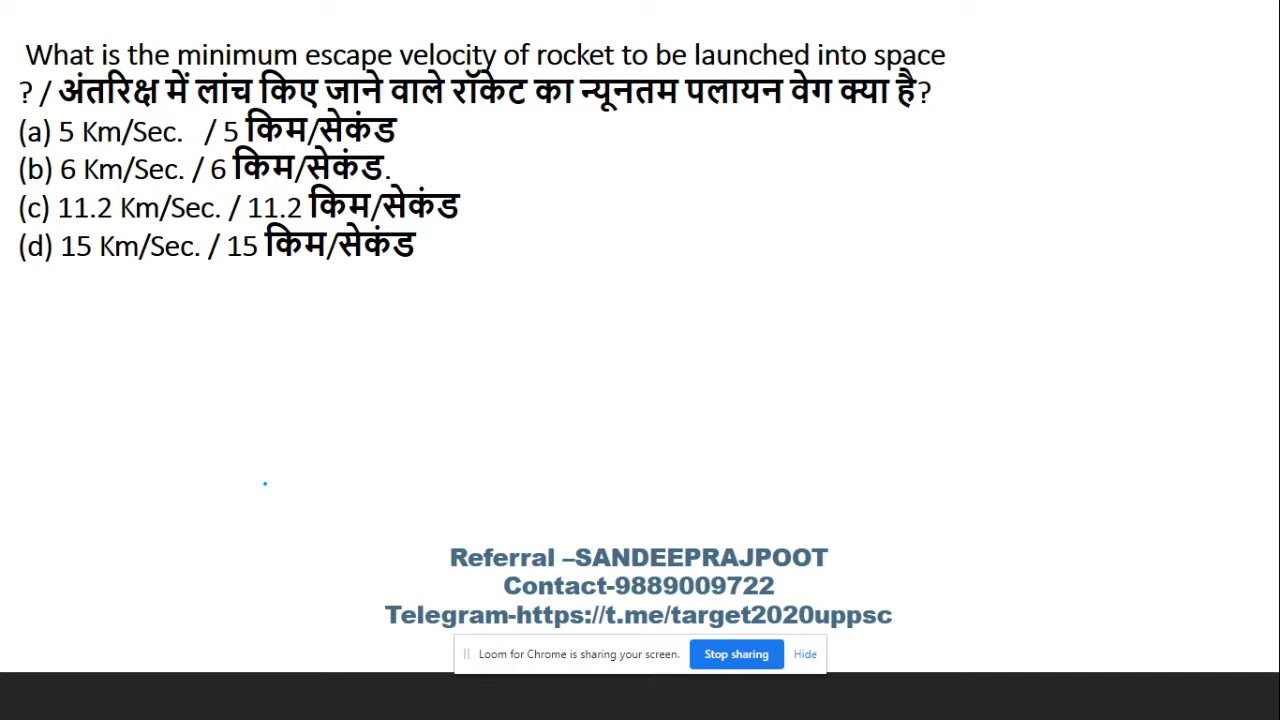 What is the minimum escape velocity of rocket to be launched into space
? / अंतरिक्ष में लांच किए जाने वाले रॉकेट का न्यूनतम पलायन वेग क्या है?
(a) 5 Km/Sec. / 5 किम/सेकंड
(b) 6 Km/Sec. / 6 किम/सेकंड.
(c) 11.2 Km/Sec. / 11.2 किम/सेकंड
(d) 15 Km/Sec. / 15 किम/सेकंड
Referral –SANDEEPRAJPOOT
Contact-9889009722
Telegram-https://t.me/target2020uppsc
Loom for Chrome is sharing your screen. Stop sharing Hide